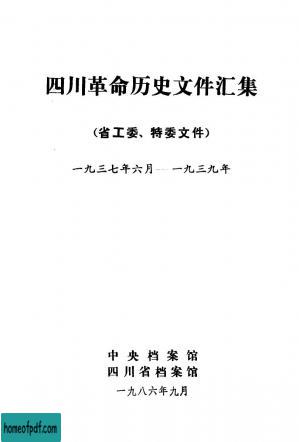 四川革命历史文件汇集
(省工委、特委文件)
一九三七年六月——一九三九年
中央档案馆
四川省档案馆
一九八六年九月
homeofpdf.com